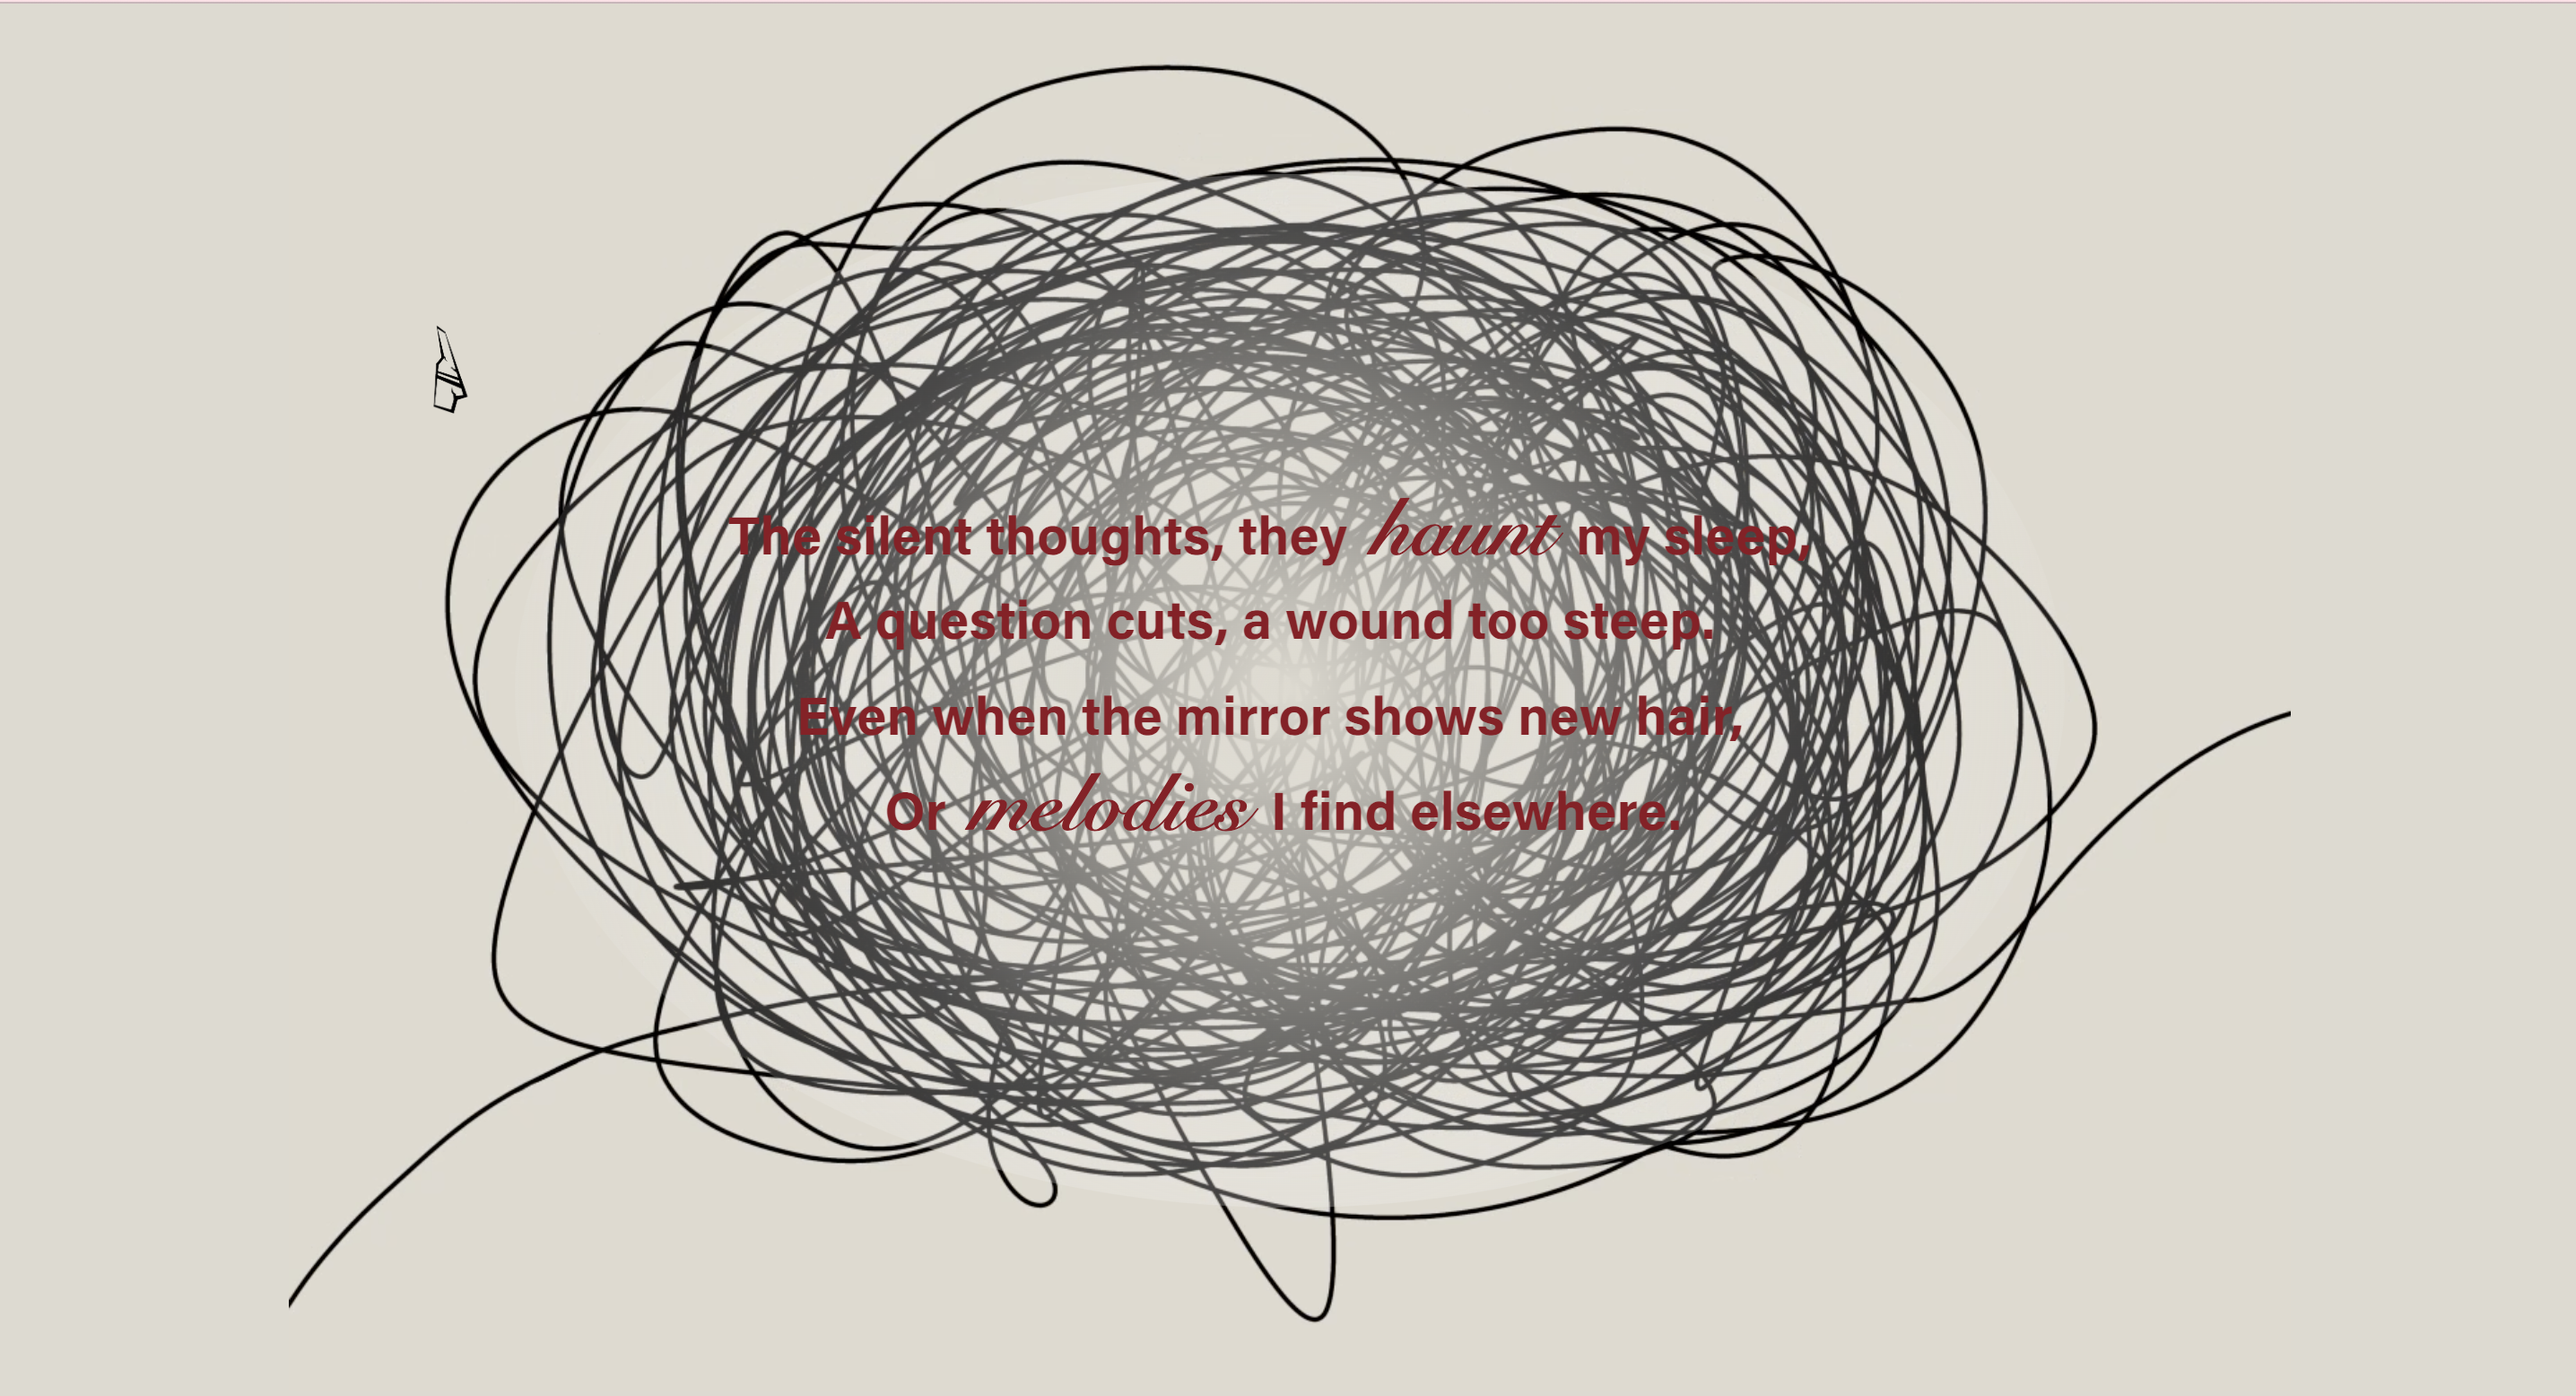 The silent thoughts, they haunt my sleep,
A question cuts, a wound too steep.
Even when the mirror shows new hair,
Or melodies I find elsewhere.